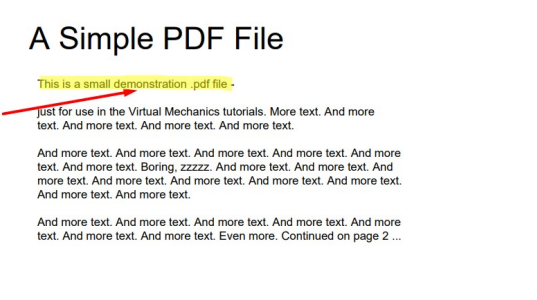 A Simple PDF File
This is a small demonstration .pdf file -
just for use in the Virtual Mechanics tutorials. More text. And more
text. And more text. And more text. And more text.
And more text. And more text. And more text. And more text. And more
text. And more text. Boring, zzzzz. And more text. And more text. And
more text. And more text. And more text. And more text. And more text.
And more text. And more text.
And more text. And more text. And more text. And more text. And more
text. And more text. And more text. Even more. Continued on page 2 ...